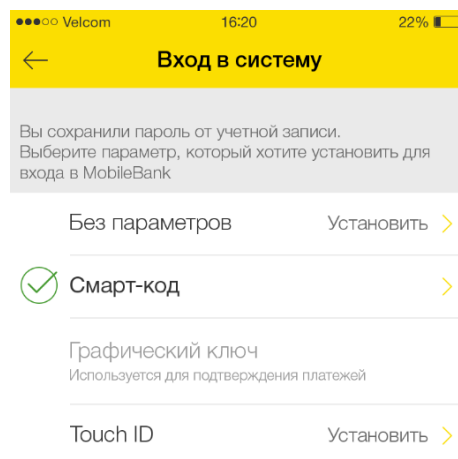 Velcom 16:20 22%
Вход в систему
Вы сохранили пароль от учетной записи.
Выберите параметр, который хотите установить для
входа в MobileBank
Без параметров Установить
Смарт-код
Графический ключ
Используется для подтверждения платежей
Touch ID Установить